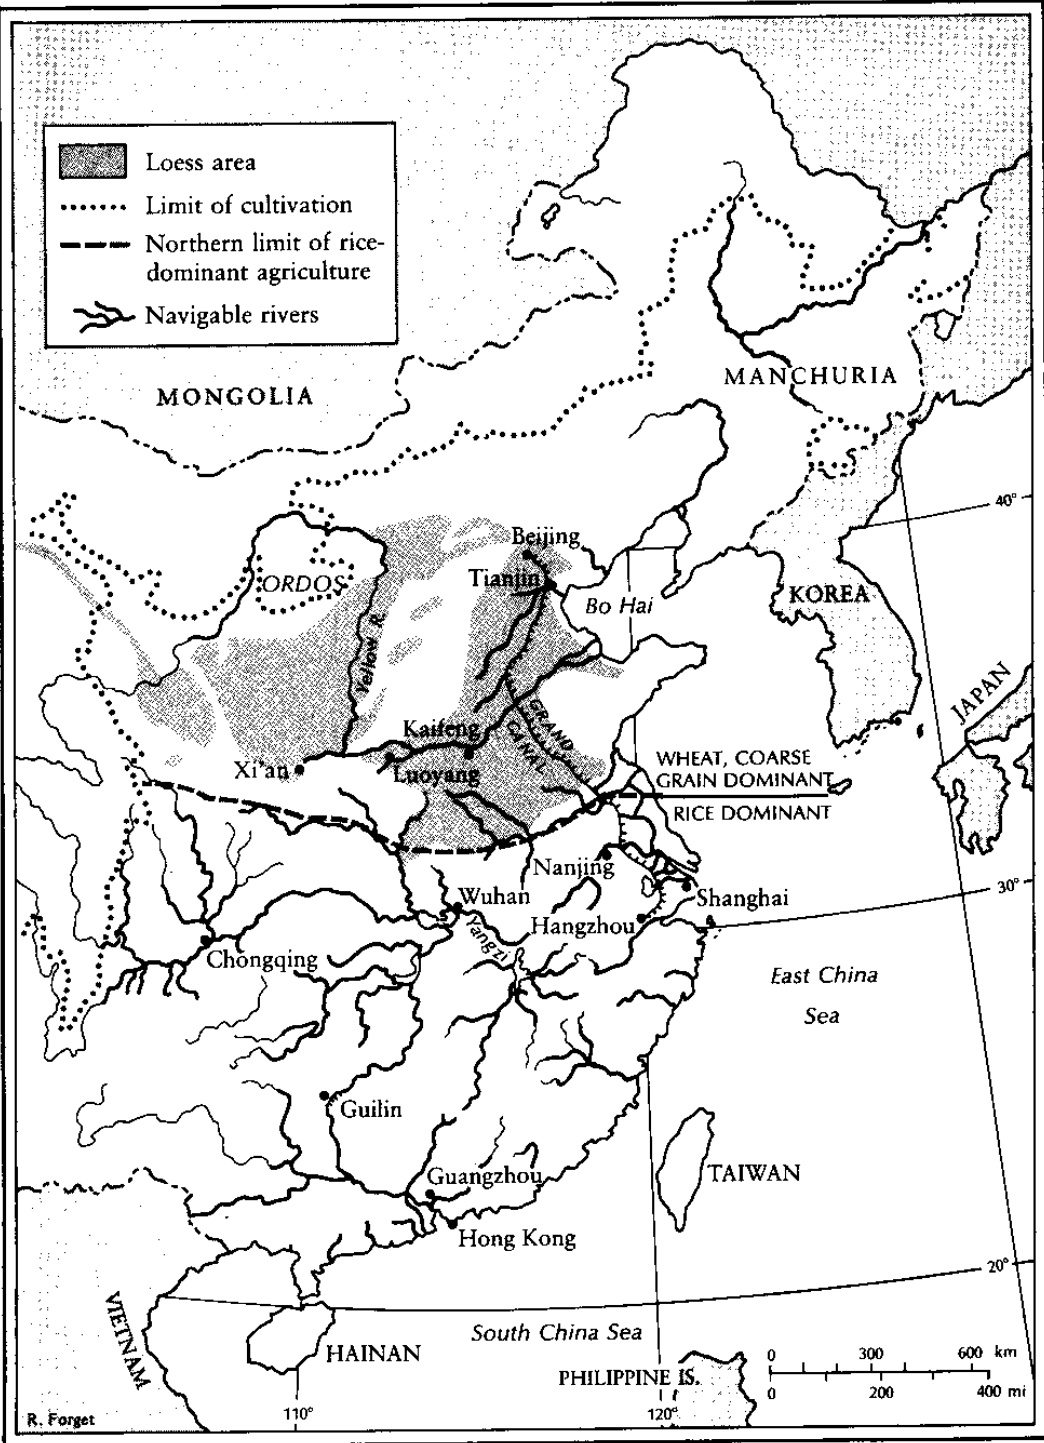 Loess area
Limit of cultivation
Northern limit of rice-
dominant agriculture
Navigable rivers
MONGOLIA
MANCHURIA
40°
Beijing
Tianjin
ORDOS
Bo Hai
KOREA
Yellow R.
JAPAN
GRAND
CANAL
Kaifeng
Xi'an
Luoyang
WHEAT, COARSE
GRAIN DOMINANT
RICE DOMINANT
Nanjing
30°
Wuhan
Shanghai
Hangzhou
Yangzi
Chongqing
East China
Sea
Guilin
Guangzhou
TAIWAN
Hong Kong
20°
VIETNAM
South China Sea
HAINAN
0 300 600 km
PHILIPPINE IS.
0 200 400 mi
R. Forget
110°
120°